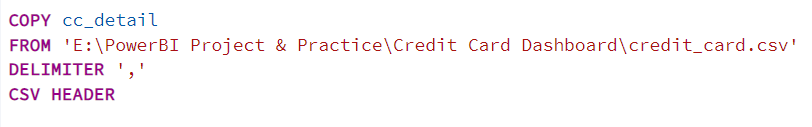 COPY cc_detail
FROM 'E:\PowerBI Project & Practice\Credit Card Dashboard\credit_card.csv'
DELIMITER ','
CSV HEADER